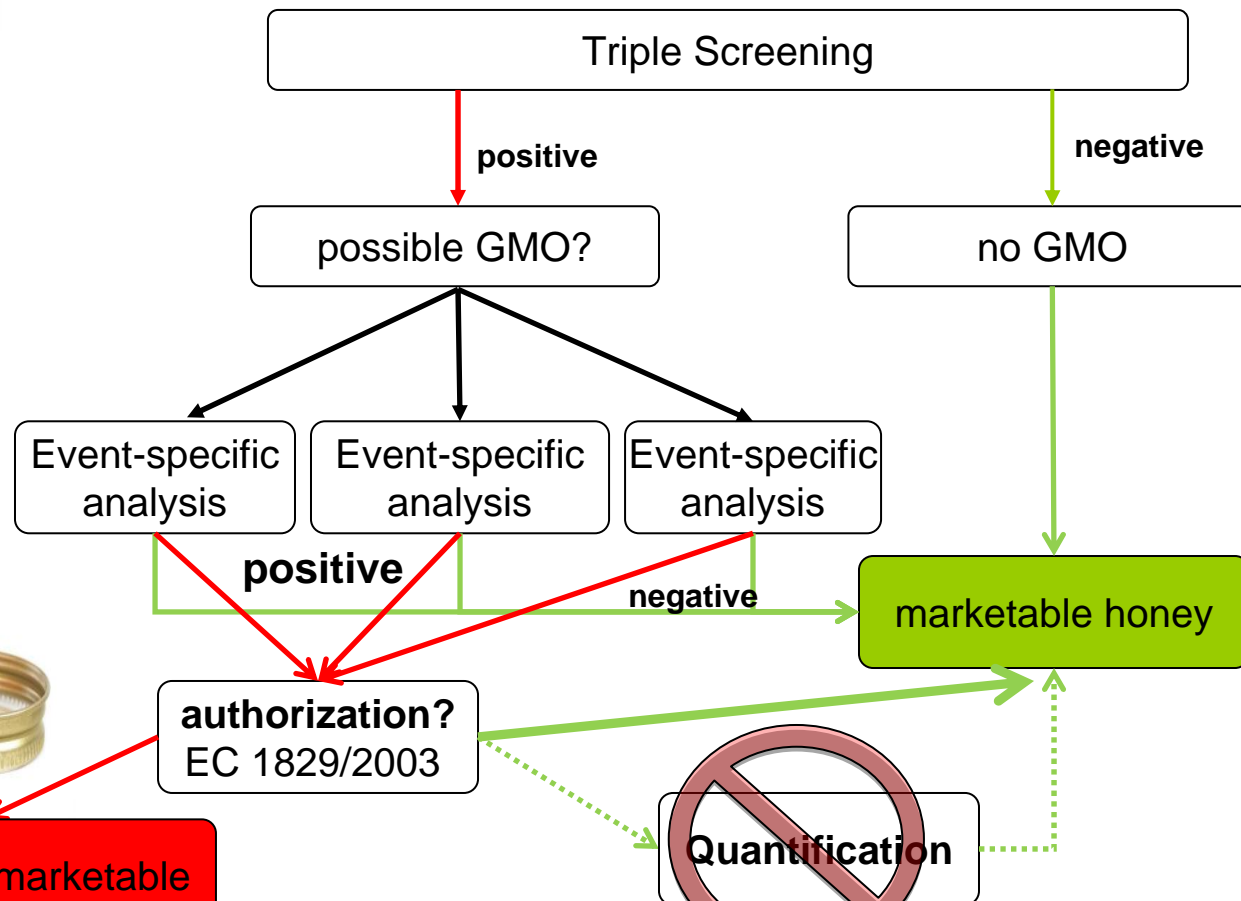 Triple Screening
positive
negative
possible GMO?
no GMO
Event-specific
analysis
Event-specific
analysis
Event-specific
analysis
positive
negative
marketable honey
authorization?
EC 1829/2003
Quantification
marketable